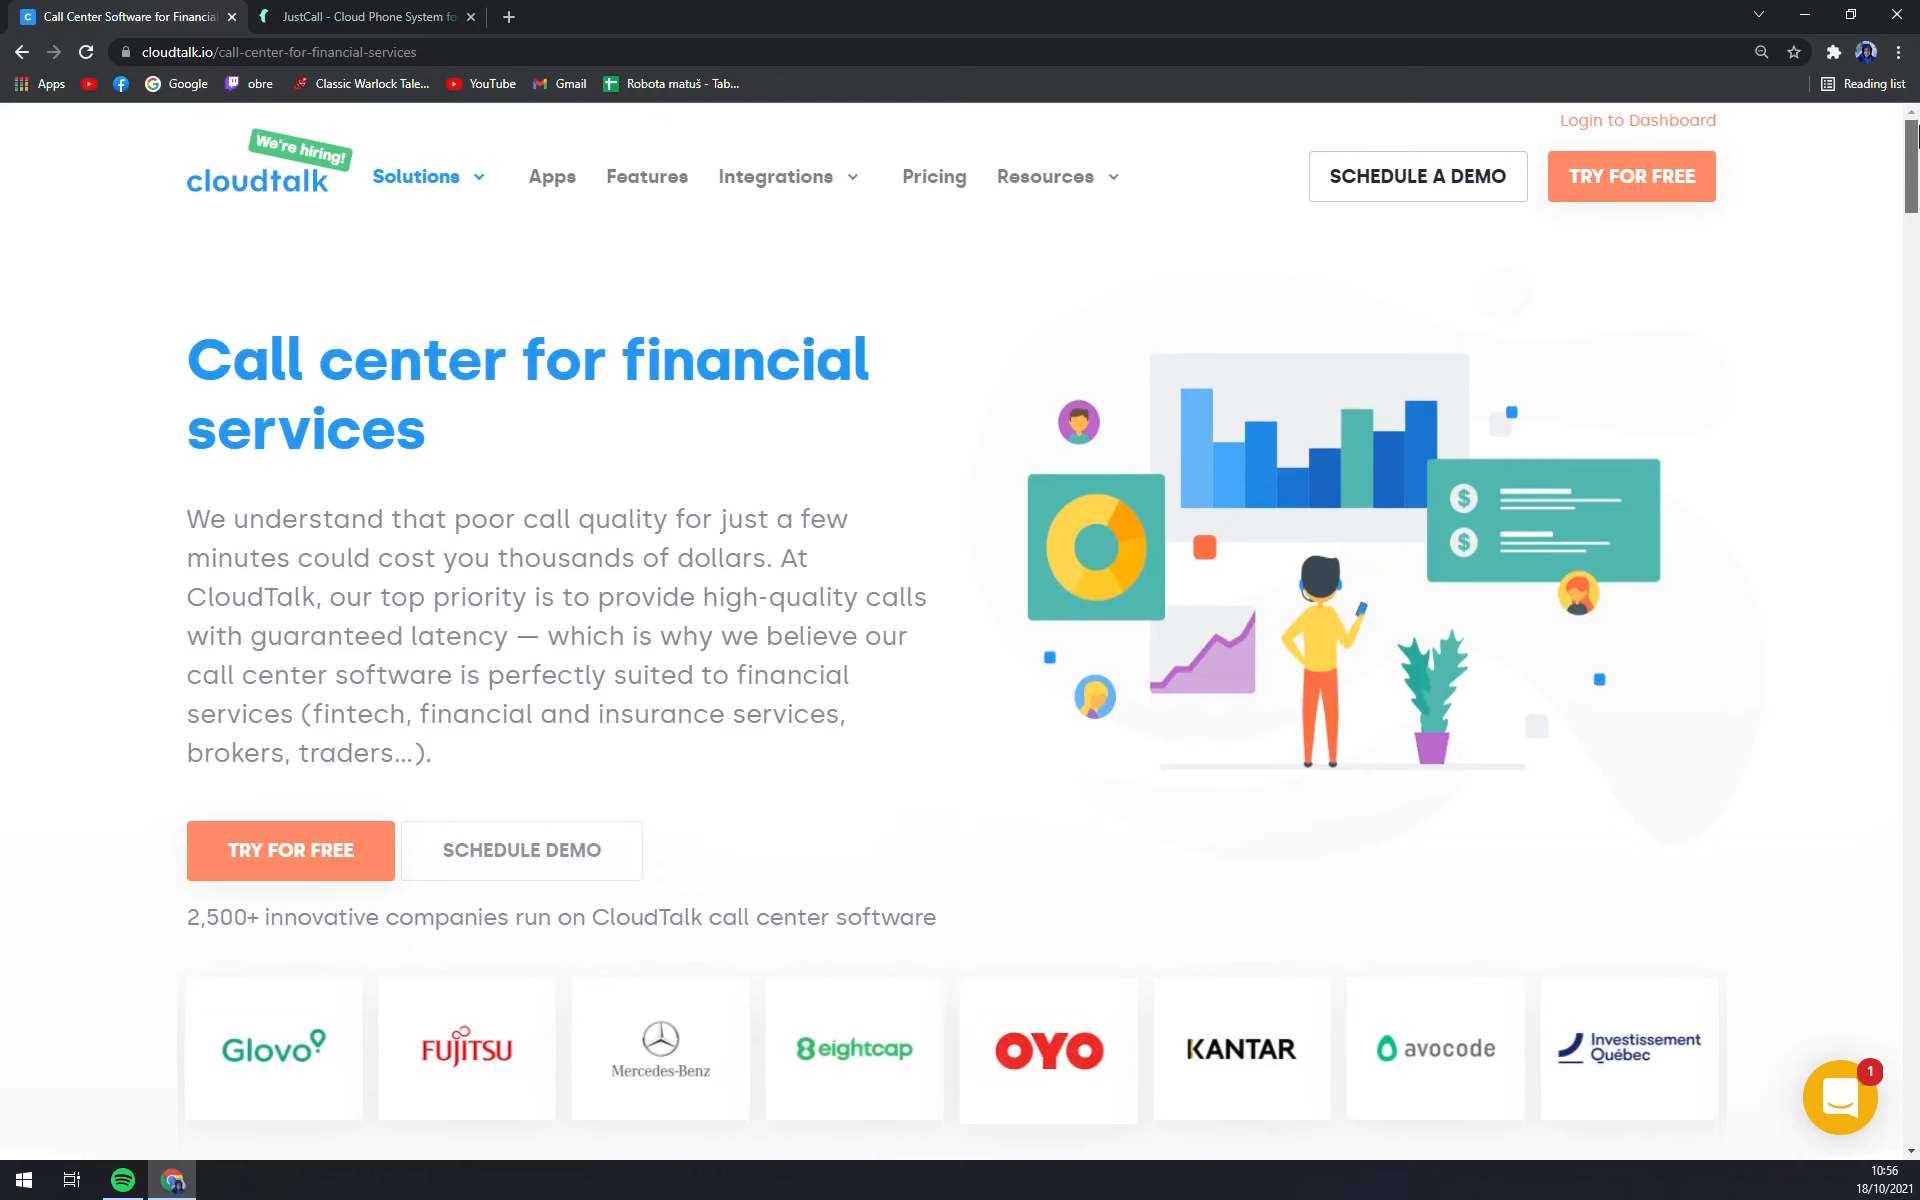 Call Center Software for Financial
JustCall - Cloud Phone System fo
cloudtalk.io/call-center-for-financial-services
Apps
Google
obre
Classic Warlock Tale...
YouTube
Gmail
Robota matuš - Tab...
Reading list
Login to Dashboard
We're hiring!
cloudtalk
Solutions
Apps
Features
Integrations
Pricing
Resources
SCHEDULE A DEMO
TRY FOR FREE
Call center for financial
services
We understand that poor call quality for just a few
minutes could cost you thousands of dollars. At
CloudTalk, our top priority is to provide high-quality calls
with guaranteed latency — which is why we believe our
call center software is perfectly suited to financial
services (fintech, financial and insurance services,
brokers, traders...).
TRY FOR FREE
SCHEDULE DEMO
2,500+ innovative companies run on CloudTalk call center software
Glovo
FUJITSU
Mercedes-Benz
8eightcap
OYO
KANTAR
avocode
Investissement
Québec
1
10:56
18/10/2021